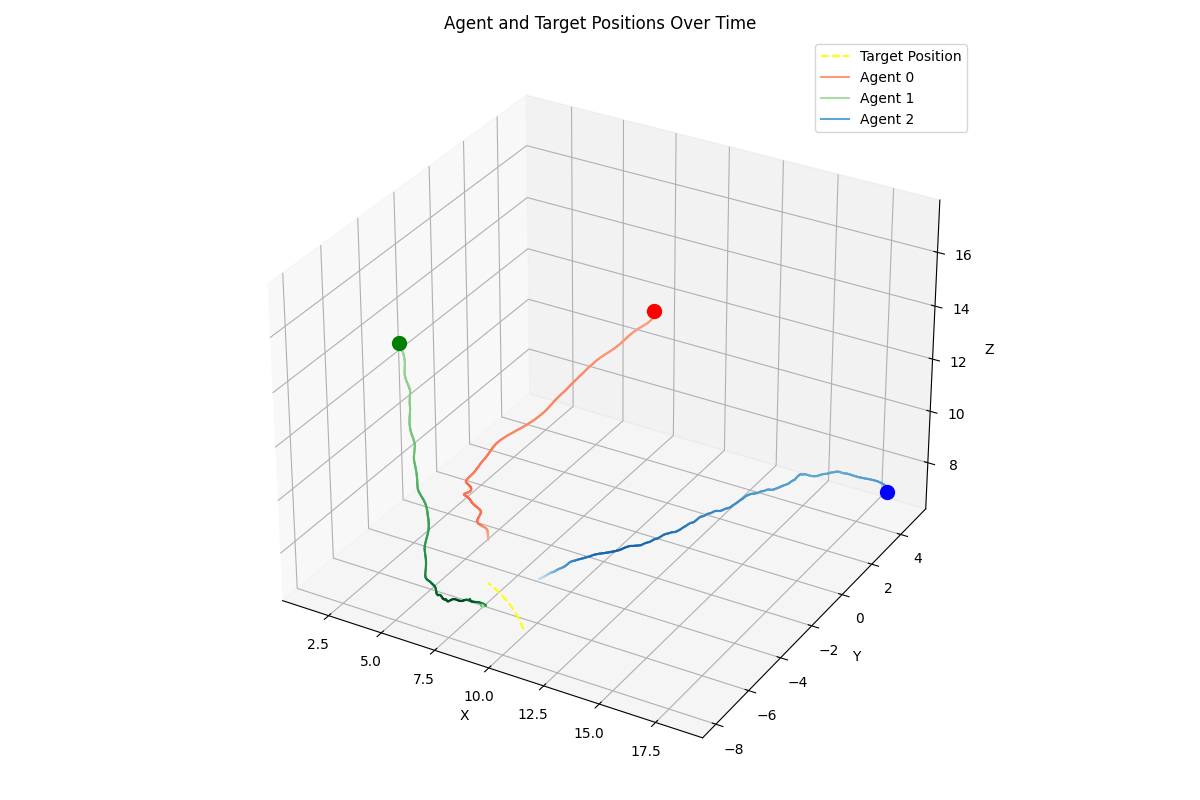 Agent and Target Positions Over Time
Target Position
Agent 0
Agent 1
Agent 2
16
14
Z
12
10
8
4
2
0
−2
Y
−4
−6
−8
2.5
5.0
7.5
10.0
X
12.5
15.0
17.5